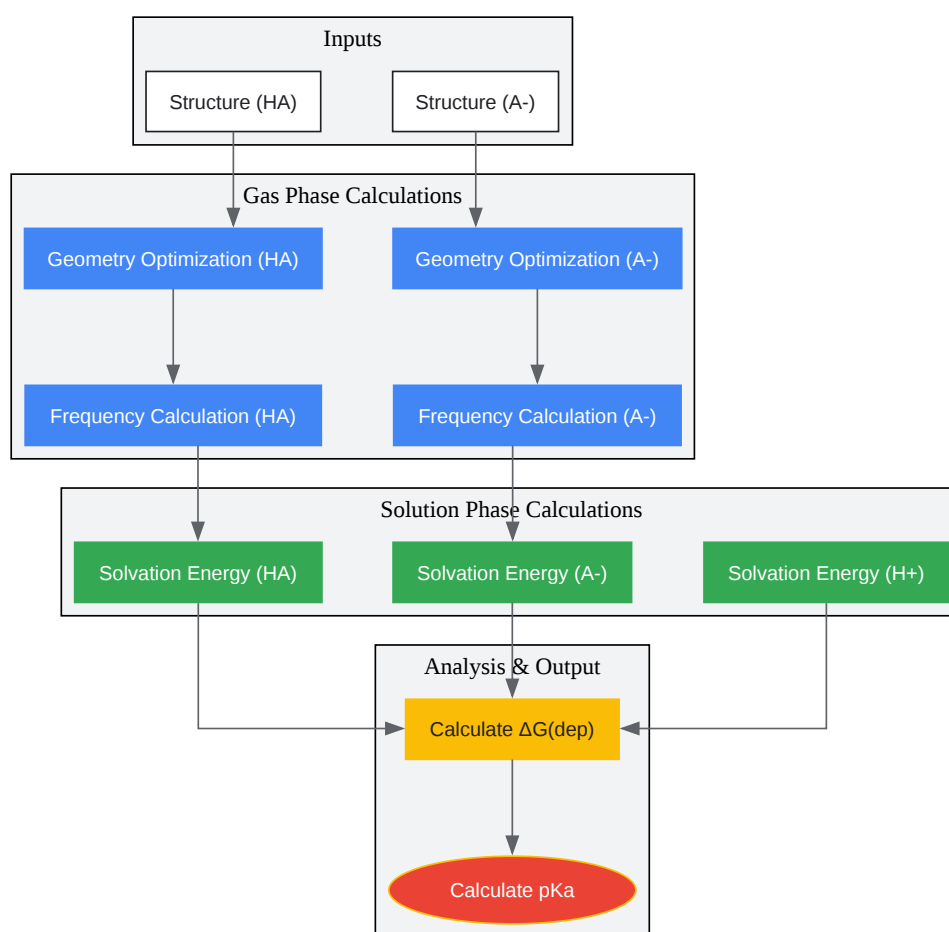 Inputs
Structure (HA)
Structure (A-)
Gas Phase Calculations
Geometry Optimization (HA)
Geometry Optimization (A-)
Frequency Calculation (HA)
Frequency Calculation (A-)
Solution Phase Calculations
Solvation Energy (HA)
Solvation Energy (A-)
Solvation Energy (H+)
Analysis & Output
Calculate ΔG(dep)
Calculate pKa